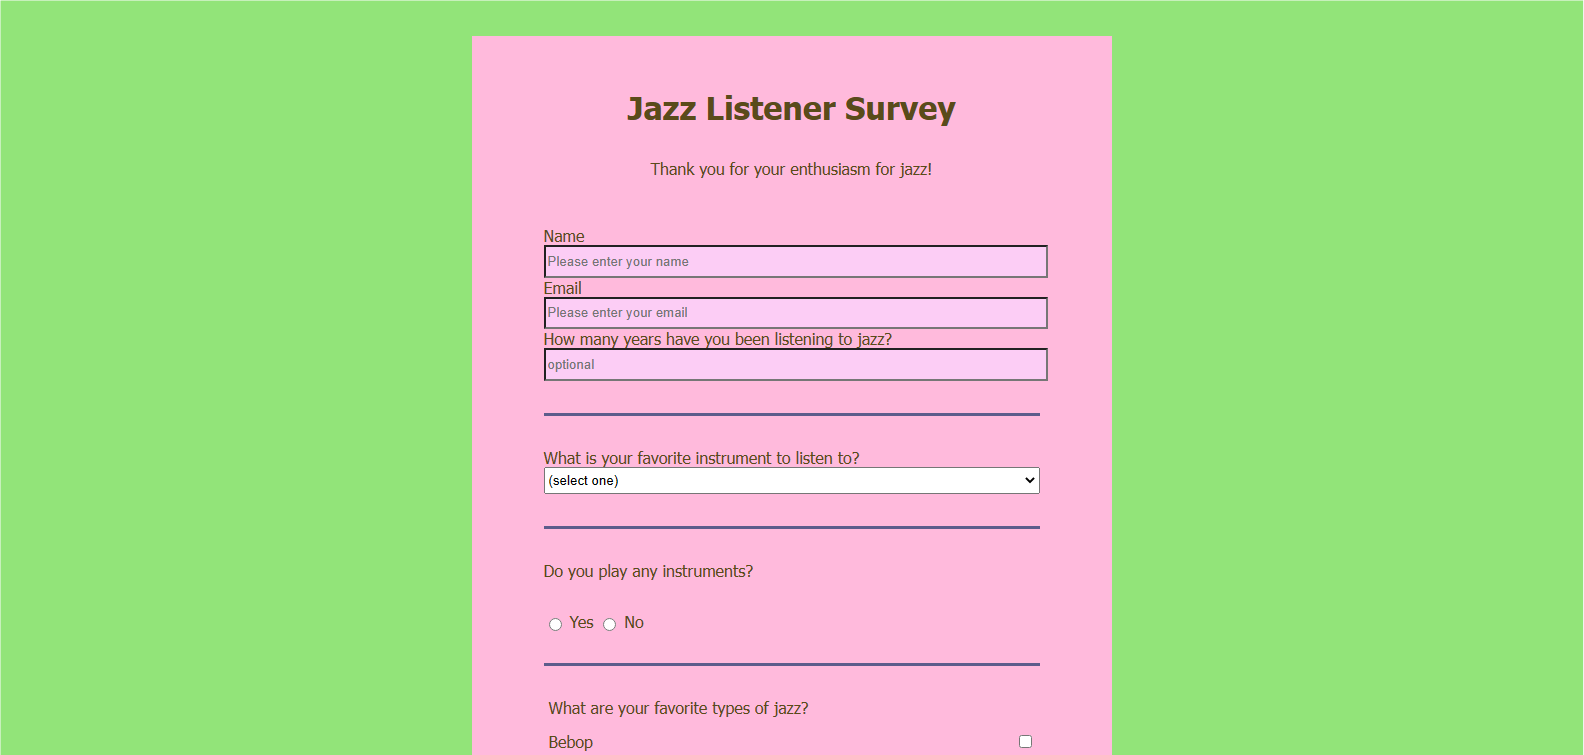 Jazz Listener Survey
Thank you for your enthusiasm for jazz!
Name
Please enter your name
Email
Please enter your email
How many years have you been listening to jazz?
optional
What is your favorite instrument to listen to?
(select one)
Do you play any instruments?
Yes No
What are your favorite types of jazz?
Bebop